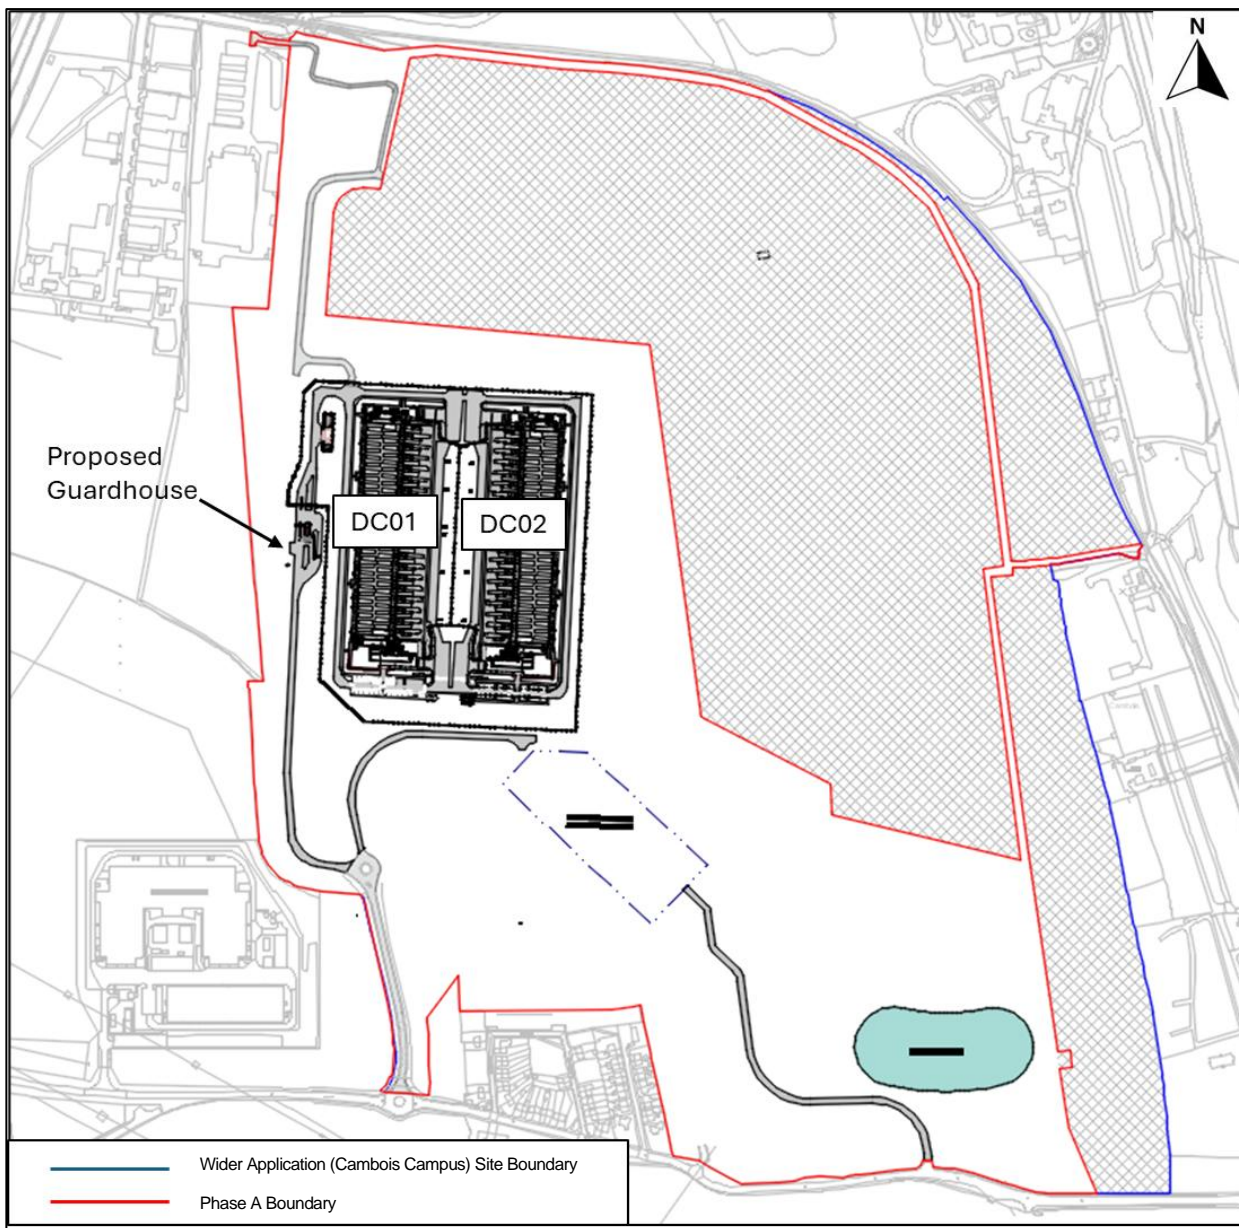 N
Proposed
Guardhouse
DC01
DC02
Wider Application (Cambois Campus) Site Boundary
Phase A Boundary